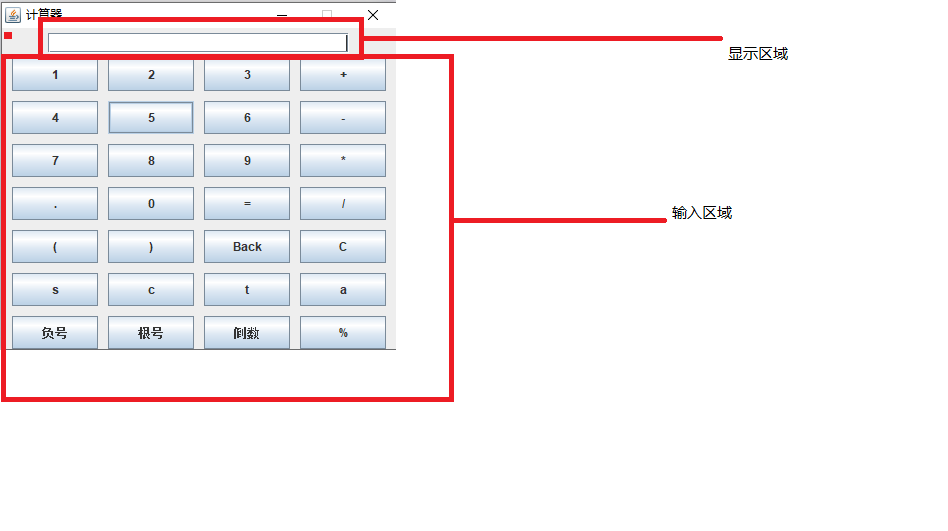 计算器
显示区域
1 2 3 +
4 5 6 -
7 8 9 *
. 0 = /
输入区域
( ) Back C
s c t a
负号 根号 倒数 %